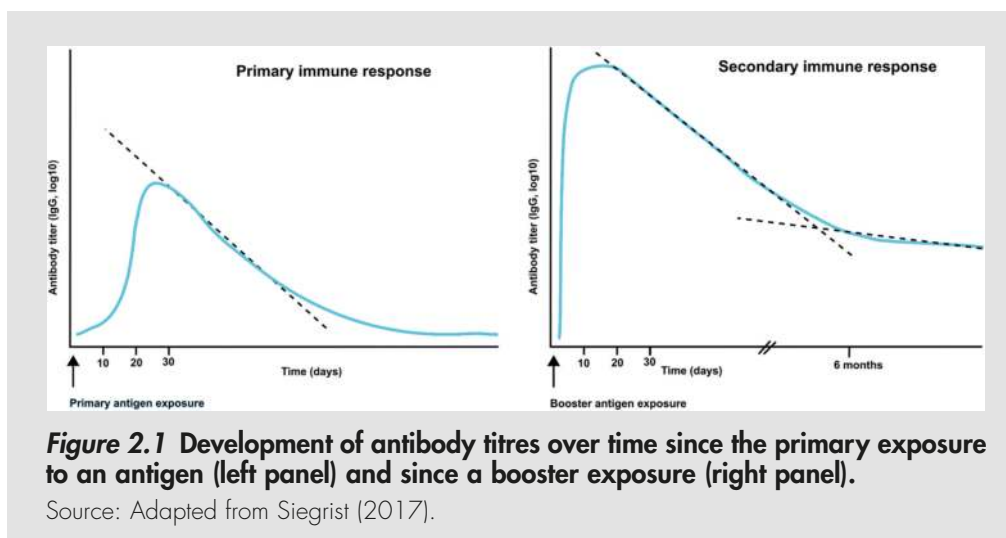 Primary immune response
Antibody titer (IgG, log10)
10 20 30
Time (days)
Primary antigen exposure
Secondary immune response
Antibody titer (IgG, log10)
10 20 30
Time (days)
6 months
Booster antigen exposure
Figure 2.1 Development of antibody titres over time since the primary exposure
to an antigen (left panel) and since a booster exposure (right panel).
Source: Adapted from Siegrist (2017).